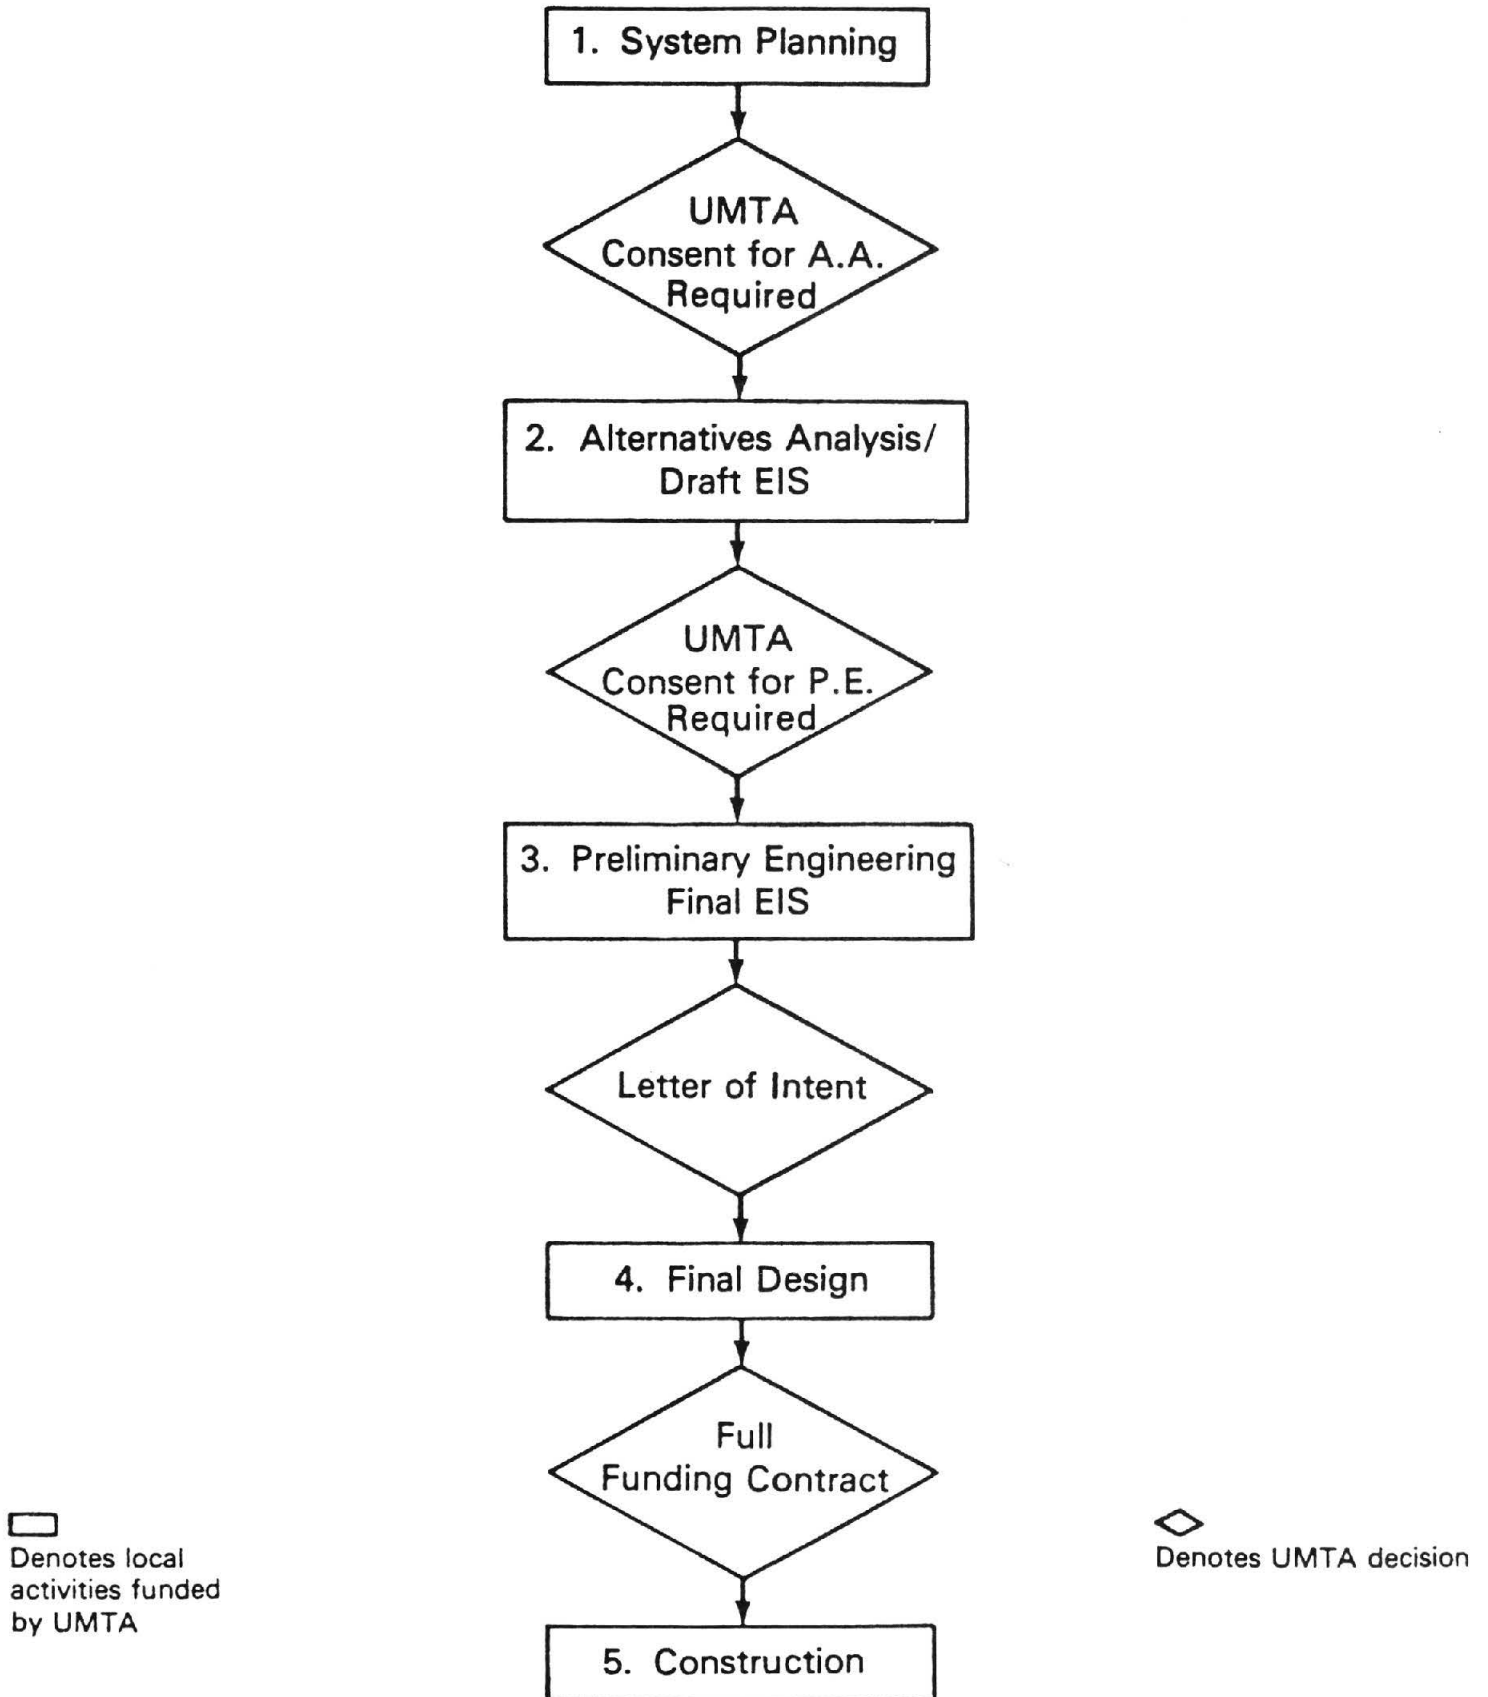 1. System Planning
UMTA
Consent for A.A.
Required
2. Alternatives Analysis/
Draft EIS
UMTA
Consent for P.E.
Required
3. Preliminary Engineering
Final EIS
Letter of Intent
4. Final Design
Full
Funding Contract
5. Construction
Denotes local
activities funded
by UMTA
Denotes UMTA decision